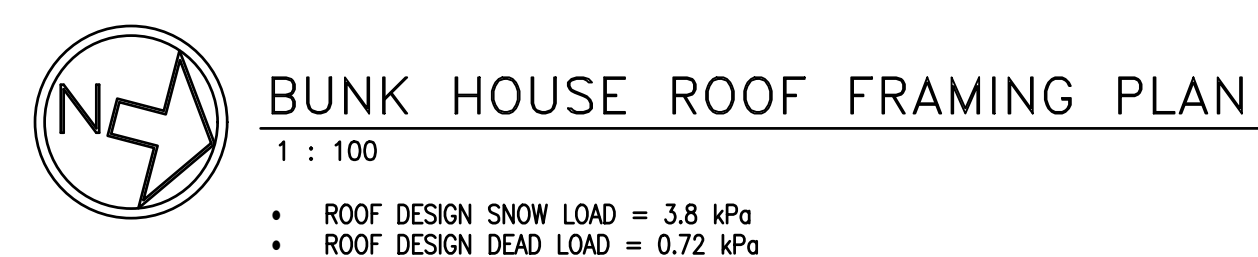 N
BUNK HOUSE ROOF FRAMING PLAN
1 : 100
• ROOF DESIGN SNOW LOAD = 3.8 kPa
• ROOF DESIGN DEAD LOAD = 0.72 kPa